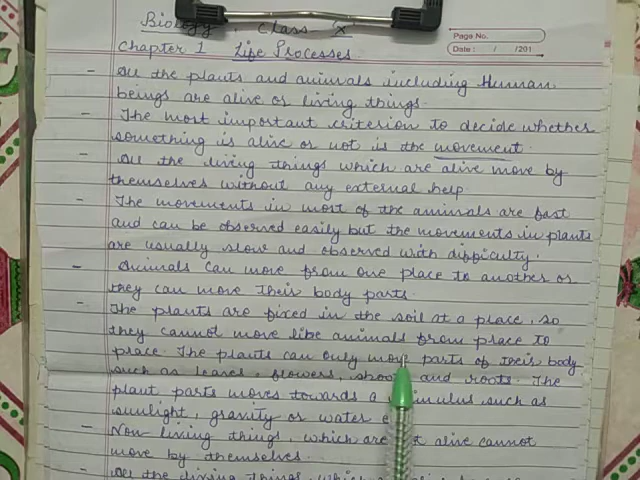 Biology, Class - X
Page No.
Date: / /201
Chapter 1 Life Processes
- All the plants and animals including Human
beings are alive or living things.
- The most important criterion to decide whether
something is alive or not is the movement.
- All the living things which are alive move by
themselves without any external help.
- The movements in most of the animals are fast
and can be observed easily but the movements in plants
are usually slow and observed with difficulty.
- Animals can move from one place to another or
they can move their body parts.
- The plants are fixed in the soil at a place, so
they cannot move like animals from place to
place. The plants can only move parts of their body
such as leaves, flowers, and roots. The
plant parts moves towards a stimulus such as
sunlight, gravity or water
- Non living things, which are not alive cannot
move by themselves.
- All the living things, which